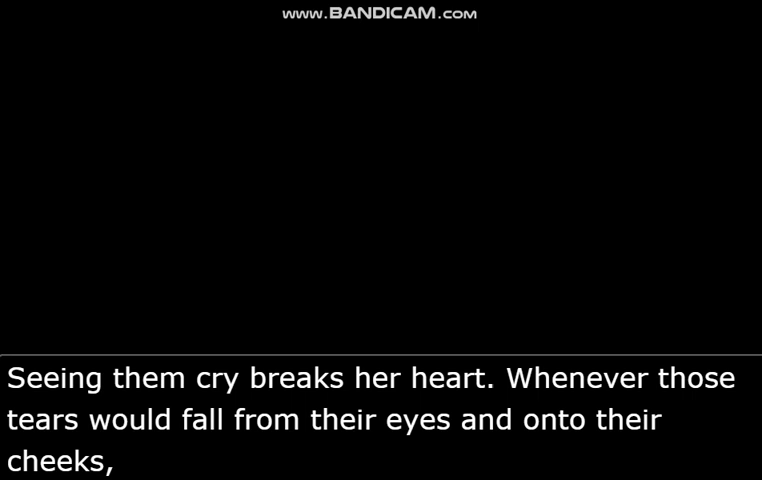 www.BANDICAM.com
Seeing them cry breaks her heart. Whenever those
tears would fall from their eyes and onto their
cheeks,